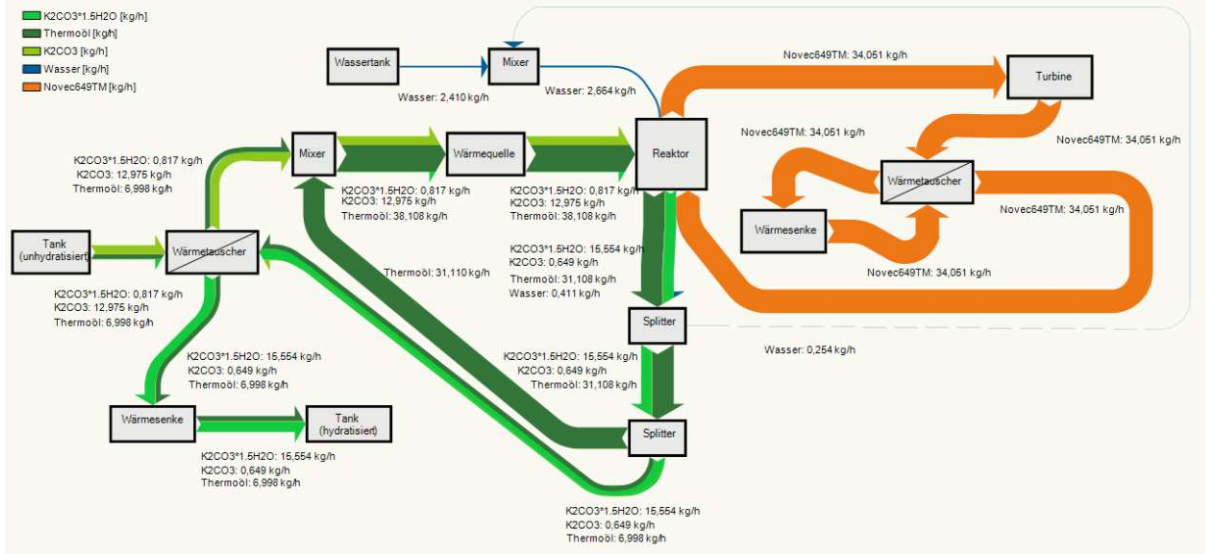 K2CO3*1.5H2O [kg/h]
Thermoöl [kg/h]
K2CO3 [kg/h]
Wasser [kg/h]
Novec649TM [kg/h]
Wassertank
Mixer
Wasser: 2,410 kg/h
Wasser: 2,664 kg/h
Novec649TM: 34,051 kg/h
Turbine
Novec649TM: 34,051 kg/h
Novec649TM: 34,051 kg/h
Wärmetauscher
Novec649TM: 34,051 kg/h
Wärmesenke
Novec649TM: 34,051 kg/h
K2CO3*1.5H2O: 0,817 kg/h
K2CO3: 12,975 kg/h
Thermoöl: 6,998 kg/h
Mixer
Wärmequelle
Reaktor
K2CO3*1.5H2O: 0,817 kg/h
K2CO3: 12,975 kg/h
Thermoöl: 38,108 kg/h
K2CO3*1.5H2O: 0,817 kg/h
K2CO3: 12,975 kg/h
Thermoöl: 38,108 kg/h
Tank
(unhydratisiert)
Wärmetauscher
K2CO3*1.5H2O: 0,817 kg/h
K2CO3: 12,975 kg/h
Thermoöl: 6,998 kg/h
Thermoöl: 31,110 kg/h
K2CO3*1.5H2O: 15,554 kg/h
K2CO3: 0,649 kg/h
Thermoöl: 31,108 kg/h
Wasser: 0,411 kg/h
Splitter
Wasser: 0,254 kg/h
K2CO3*1.5H2O: 15,554 kg/h
K2CO3: 0,649 kg/h
Thermoöl: 31,108 kg/h
K2CO3*1.5H2O: 15,554 kg/h
K2CO3: 0,649 kg/h
Thermoöl: 6,998 kg/h
Wärmesenke
Tank
(hydratisiert)
Splitter
K2CO3*1.5H2O: 15,554 kg/h
K2CO3: 0,649 kg/h
Thermoöl: 6,998 kg/h
K2CO3*1.5H2O: 15,554 kg/h
K2CO3: 0,649 kg/h
Thermoöl: 6,998 kg/h